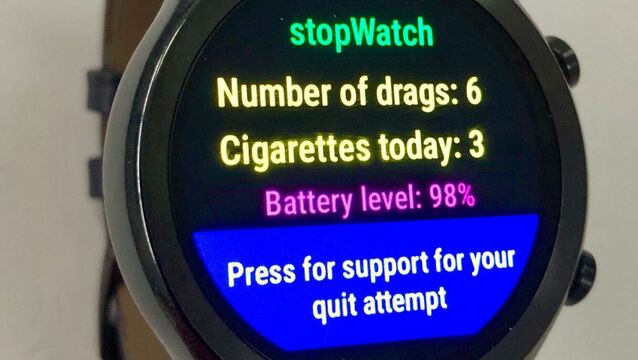 stopWatch
Number of drags: 6
Cigarettes today: 3
Battery level: 98%
Press for support for your
quit attempt